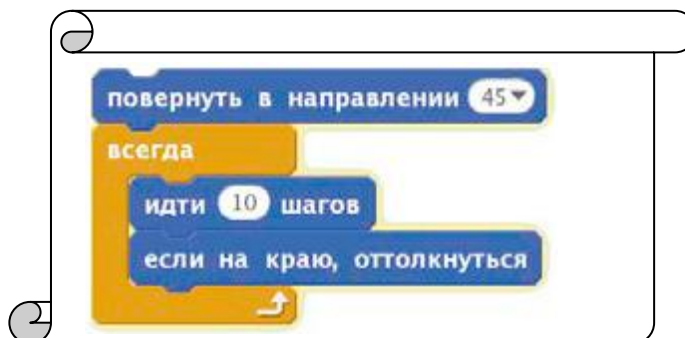 повернуть в направлении 45
всегда
идти 10 шагов
если на краю, оттолкнуться